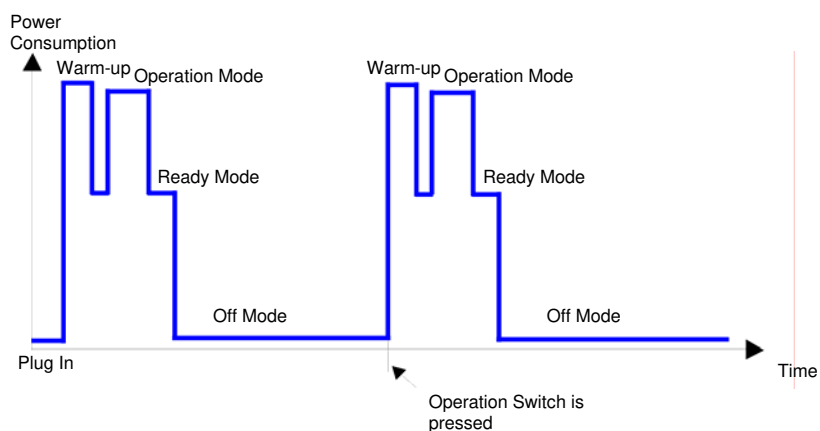 Power
Consumption
Warm-up Operation Mode
Warm-up Operation Mode
Ready Mode
Ready Mode
Off Mode
Off Mode
Plug In
Time
Operation Switch is
pressed